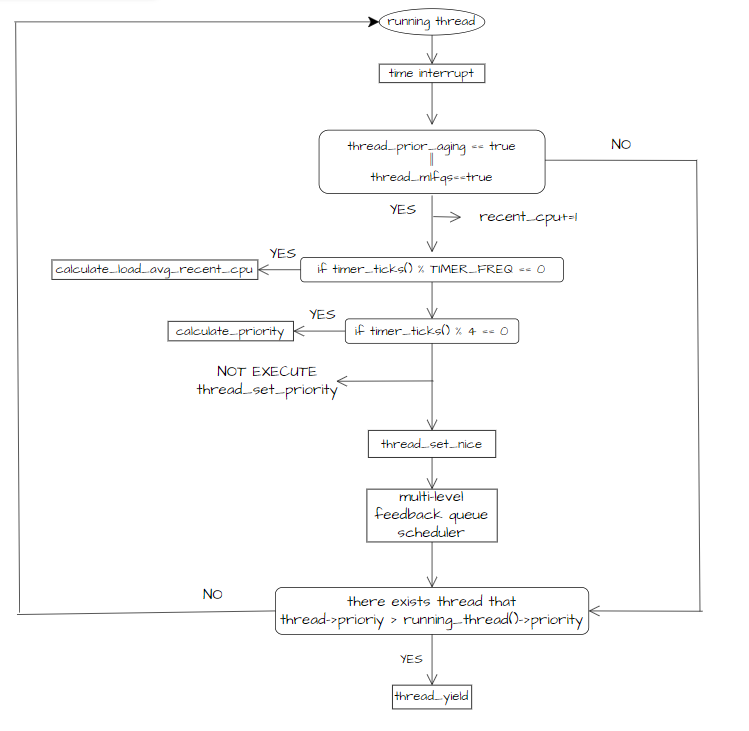 running thread
time interrupt
thread_prior_aging == true
||
thread_mlfqs==true
NO
YES
recent_cpu+=1
YES
calculate_load_avg_recent_cpu
if timer_ticks() % TIMER_FREQ == 0
YES
calculate_priority
if timer_ticks() % 4 == 0
NOT EXECUTE
thread_set_priority
thread_set_nice
multi-level
feedback queue
scheduler
NO
there exists thread that
thread->prioriy > running_thread()->priority
YES
thread_yield